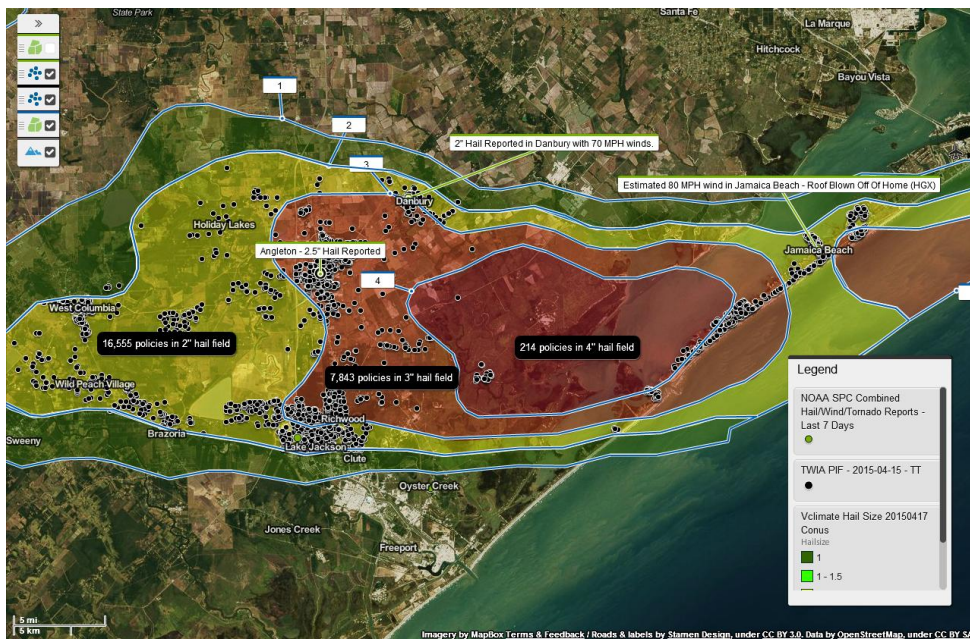 State Park
Santa Fe
La Marque
Hitchcock
Bayou Vista
1
2
3
2" Hail Reported in Danbury with 70 MPH winds.
Estimated 80 MPH wind in Jamaica Beach - Roof Blown Off Of Home (HGX)
Danbury
Holiday Lakes
Angleton - 2.5" Hail Reported
Jamaica Beach
4
West Columbia
16,555 policies in 2" hail field
214 policies in 4" hail field
7,843 policies in 3" hail field
Wild Peach Village
Richwood
Brazoria
Sweeny
Lake Jackson
Clute
Oyster Creek
Jones Creek
Freeport
Legend
NOAA SPC Combined
Hail/Wind/Tornado Reports -
Last 7 Days
TWIA PIF - 2015-04-15 - TT
Vclimate Hail Size 20150417
Conus
Hailsize
1
1 - 1.5
5 mi
5 km
Imagery by MapBox Terms & Feedback / Roads & labels by Stamen Design, under CC BY 3.0. Data by OpenStreetMap, under CC BY 3.0.